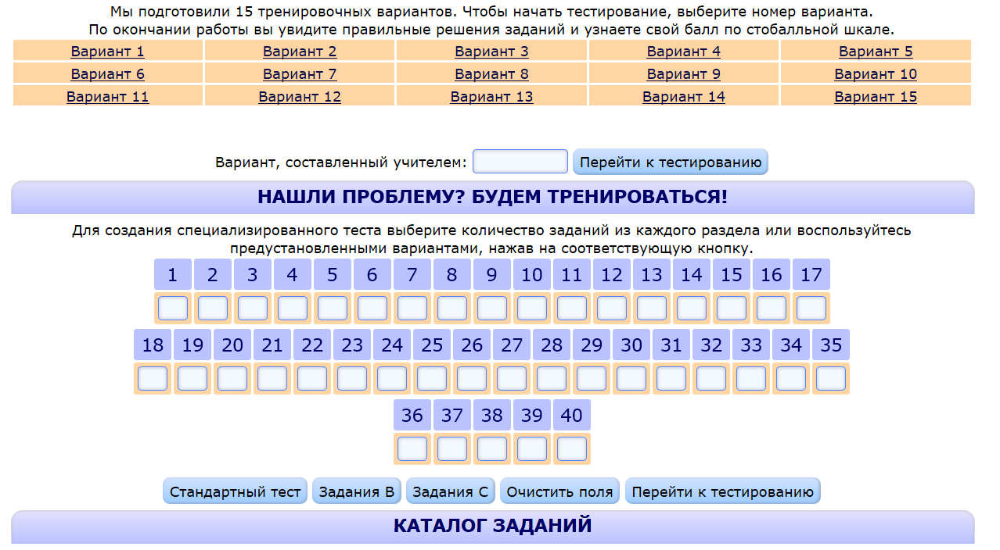 Мы подготовили 15 тренировочных вариантов. Чтобы начать тестирование, выберите номер варианта.
По окончании работы вы увидите правильные решения заданий и узнаете свой балл по стобалльной шкале.
Вариант 1 Вариант 2 Вариант 3 Вариант 4 Вариант 5
Вариант 6 Вариант 7 Вариант 8 Вариант 9 Вариант 10
Вариант 11 Вариант 12 Вариант 13 Вариант 14 Вариант 15
Вариант, составленный учителем: Перейти к тестированию
НАШЛИ ПРОБЛЕМУ? БУДЕМ ТРЕНИРОВАТЬСЯ!
Для создания специализированного теста выберите количество заданий из каждого раздела или воспользуйтесь
предустановленными вариантами, нажав на соответствующую кнопку.
1 2 3 4 5 6 7 8 9 10 11 12 13 14 15 16 17
18 19 20 21 22 23 24 25 26 27 28 29 30 31 32 33 34 35
36 37 38 39 40
Стандартный тест Задания B Задания C Очистить поля Перейти к тестированию
КАТАЛОГ ЗАДАНИЙ